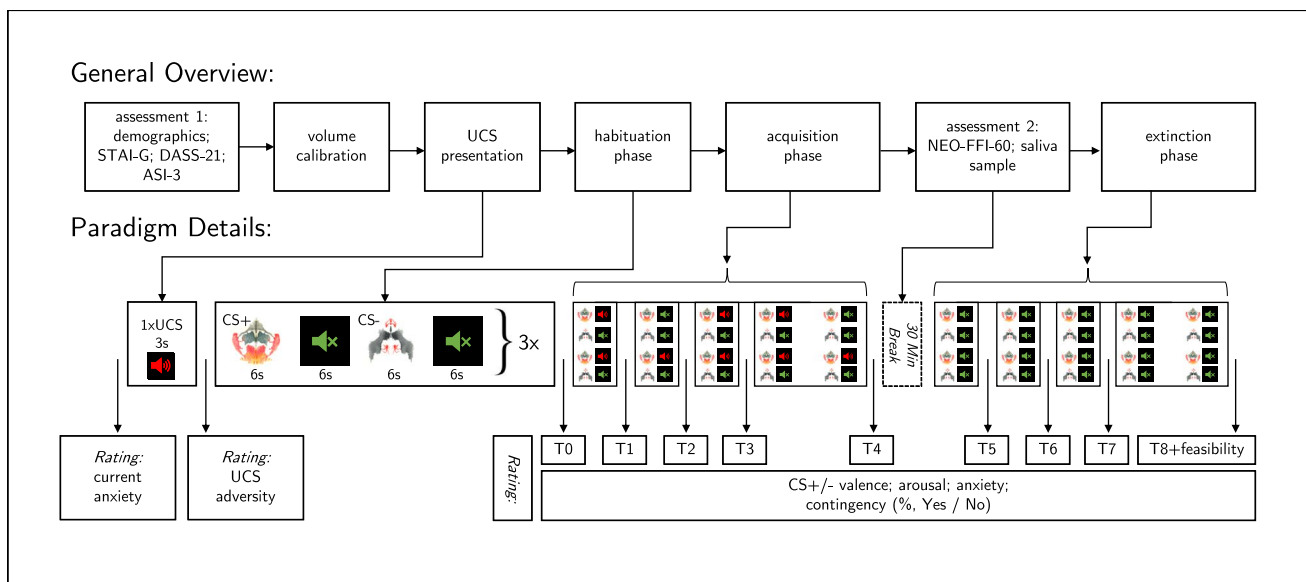 General Overview:
assessment 1:
demographics;
STAI-G; DASS-21;
ASI-3
volume
calibration
UCS
presentation
habituation
phase
acquisition
phase
assessment 2:
NEO-FFI-60; saliva
sample
extinction
phase
Paradigm Details:
1xUCS
3s
CS+
6s
6s
CS-
6s
6s
3x
30 Min
Break
Rating:
current
anxiety
Rating:
UCS
adversity
Rating:
T0
T1
T2
T3
T4
T5
T6
T7
T8+feasibility
CS+/- valence; arousal; anxiety;
contingency (%, Yes / No)